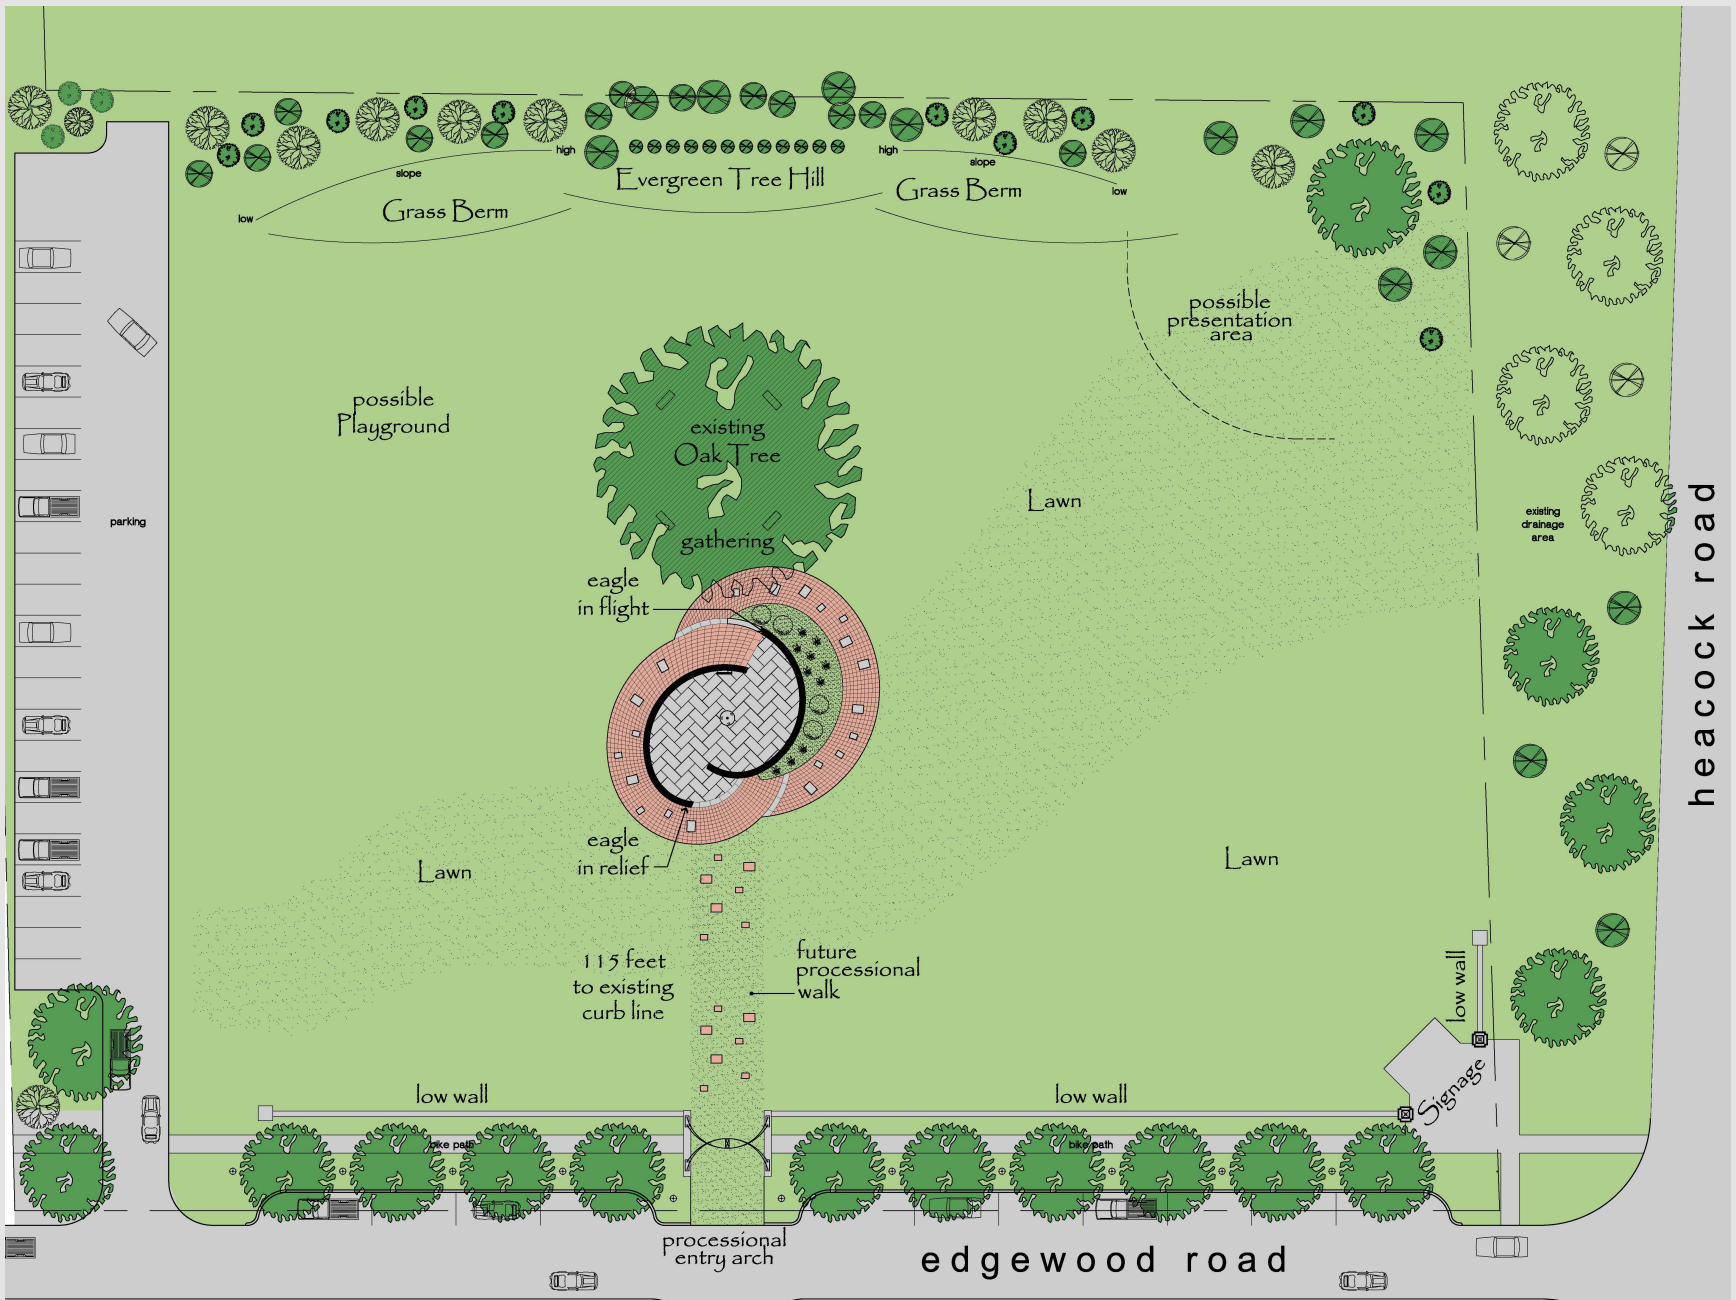 high
Evergreen Tree Hill
high
slope
slope
low
Grass Berm
Grass Berm
low
possible
presentation
area
possible
Playground
existing
Oak Tree
gathering
Lawn
parking
existing
drainage
area
heacock road
eagle
in flight
eagle
in relief
Lawn
Lawn
115 feet
to existing
curb line
future
processional
walk
low wall
low wall
low wall
Signage
bike path
bike path
processional
entry arch
edgewood road